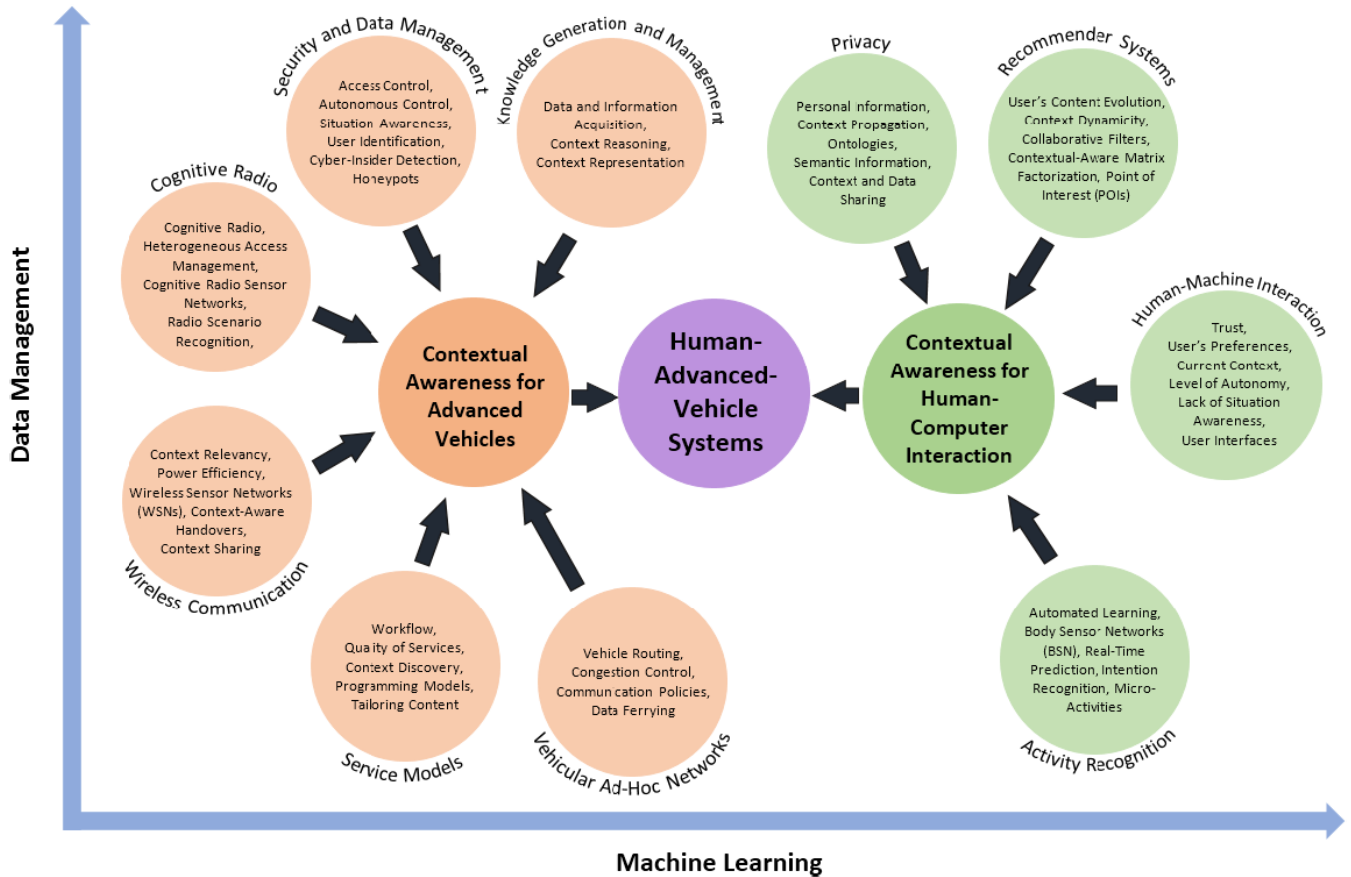 Data Management
Machine Learning
Security and Data Management
Access Control,
Autonomous Control,
Situation Awareness,
User Identification,
Cyber-Insider Detection,
Honeypots
Knowledge Generation and Management
Data and Information
Acquisition,
Context Reasoning,
Context Representation
Privacy
Personal Information,
Context Propagation,
Ontologies,
Semantic Information,
Context and Data
Sharing
Recommender Systems
User's Content Evolution,
Context Dynamicity,
Collaborative Filters,
Contextual-Aware Matrix
Factorization, Point of
Interest (POIs)
Cognitive Radio
Cognitive Radio,
Heterogeneous Access
Management,
Cognitive Radio Sensor
Networks,
Radio Scenario
Recognition,
Contextual
Awareness for
Advanced
Vehicles
Human-
Advanced-
Vehicle
Systems
Contextual
Awareness for
Human-
Computer
Interaction
Human-Machine Interaction
Trust,
User's Preferences,
Current Context,
Level of Autonomy,
Lack of Situation
Awareness,
User Interfaces
Context Relevancy,
Power Efficiency,
Wireless Sensor Networks
(WSNs), Context-Aware
Handovers,
Context Sharing
Wireless Communication
Workflow,
Quality of Services,
Context Discovery,
Programming Models,
Tailoring Content
Service Models
Vehicle Routing,
Congestion Control,
Communication Policies,
Data Ferrying
Vehicular Ad-Hoc Networks
Automated Learning,
Body Sensor Networks
(BSN), Real-Time
Prediction, Intention
Recognition, Micro-
Activities
Activity Recognition